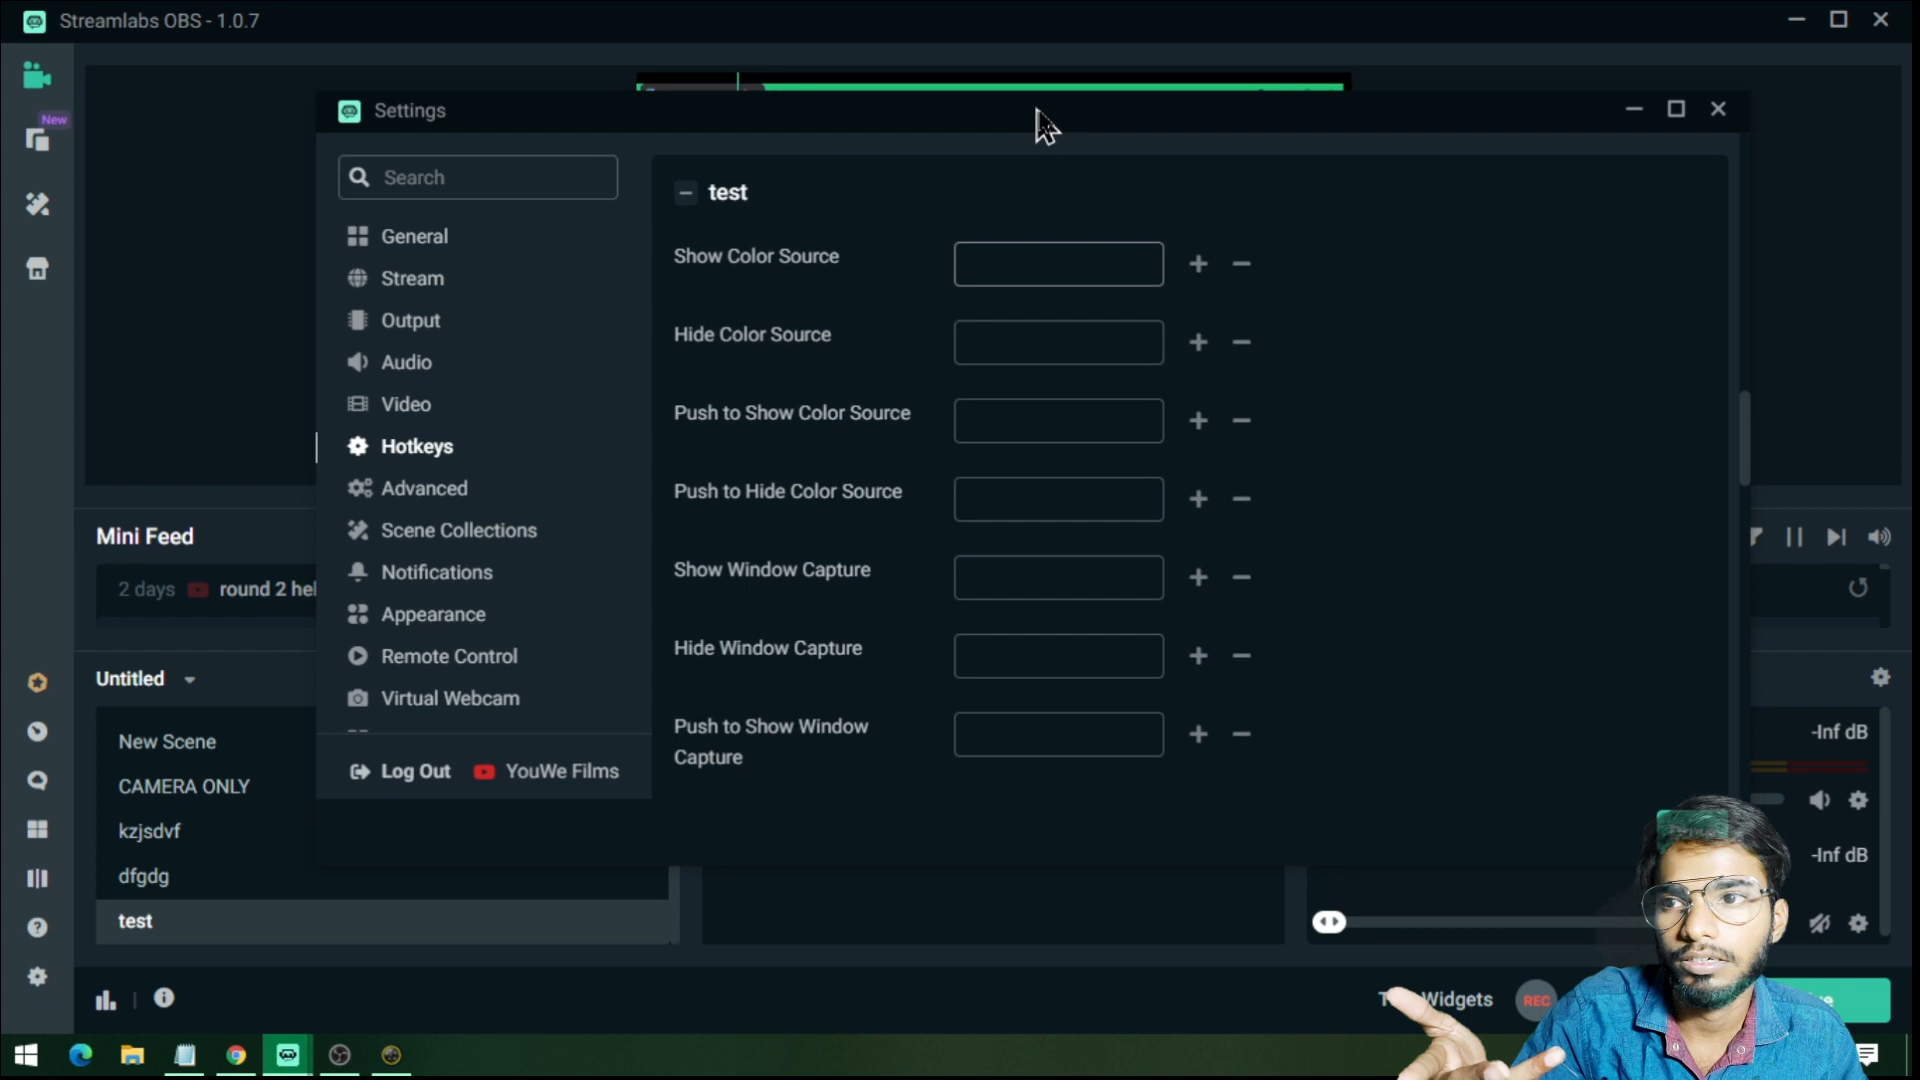 Streamlabs OBS - 1.0.7
New
Settings
Search
General
Stream
Output
Audio
Video
Hotkeys
Advanced
Scene Collections
Notifications
Appearance
Remote Control
Virtual Webcam
Log Out
YouWe Films
test
Show Color Source
Hide Color Source
Push to Show Color Source
Push to Hide Color Source
Show Window Capture
Hide Window Capture
Push to Show Window
Capture
Mini Feed
2 days
round 2 hel
Untitled
New Scene
CAMERA ONLY
kzjsdvf
dfgdg
test
-Inf dB
-Inf dB
Widgets
REC